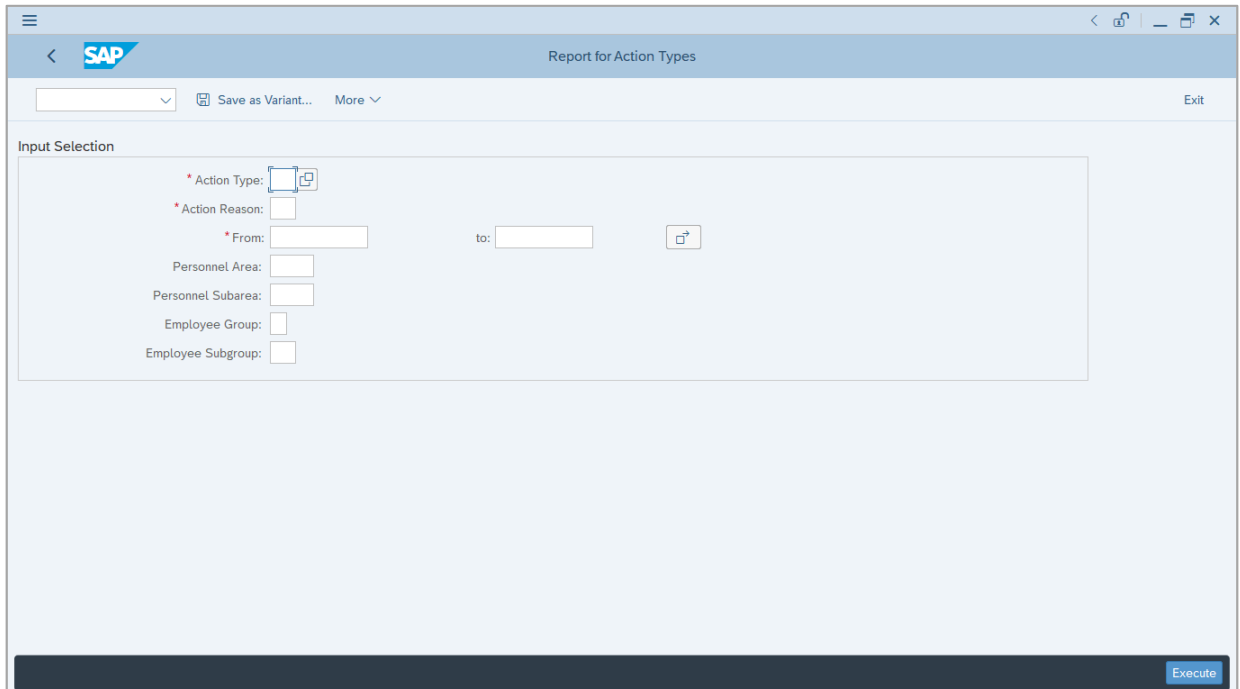 SAP
Report for Action Types
Save as Variant... More Exit
Input Selection
* Action Type:
* Action Reason:
* From: to:
Personnel Area:
Personnel Subarea:
Employee Group:
Employee Subgroup:
Execute